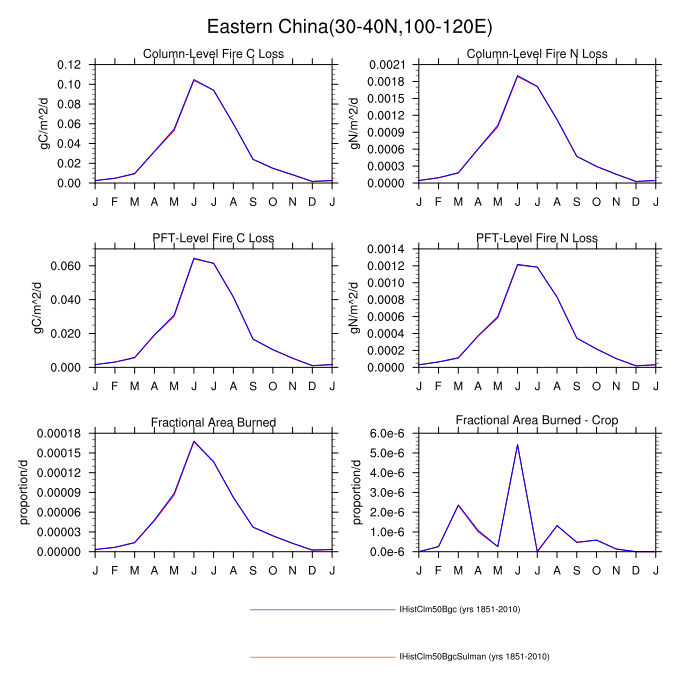 Eastern China(30-40N,100-120E)
Column-Level Fire C Loss
gC/m^2/d
0.12
0.10
0.08
0.06
0.04
0.02
0.00
J F M A M J J A S O N D J
Column-Level Fire N Loss
gN/m^2/d
0.0021
0.0018
0.0015
0.0012
0.0009
0.0006
0.0003
0.0000
J F M A M J J A S O N D J
PFT-Level Fire C Loss
gC/m^2/d
0.060
0.040
0.020
0.000
J F M A M J J A S O N D J
PFT-Level Fire N Loss
gN/m^2/d
0.0014
0.0012
0.0010
0.0008
0.0006
0.0004
0.0002
0.0000
J F M A M J J A S O N D J
Fractional Area Burned
proportion/d
0.00018
0.00015
0.00012
0.00009
0.00006
0.00003
0.00000
J F M A M J J A S O N D J
Fractional Area Burned - Crop
proportion/d
6.0e-6
5.0e-6
4.0e-6
3.0e-6
2.0e-6
1.0e-6
0.0e-6
J F M A M J J A S O N D J
IHistClm50Bgc (yrs 1851-2010)
IHistClm50BgcSulman (yrs 1851-2010)